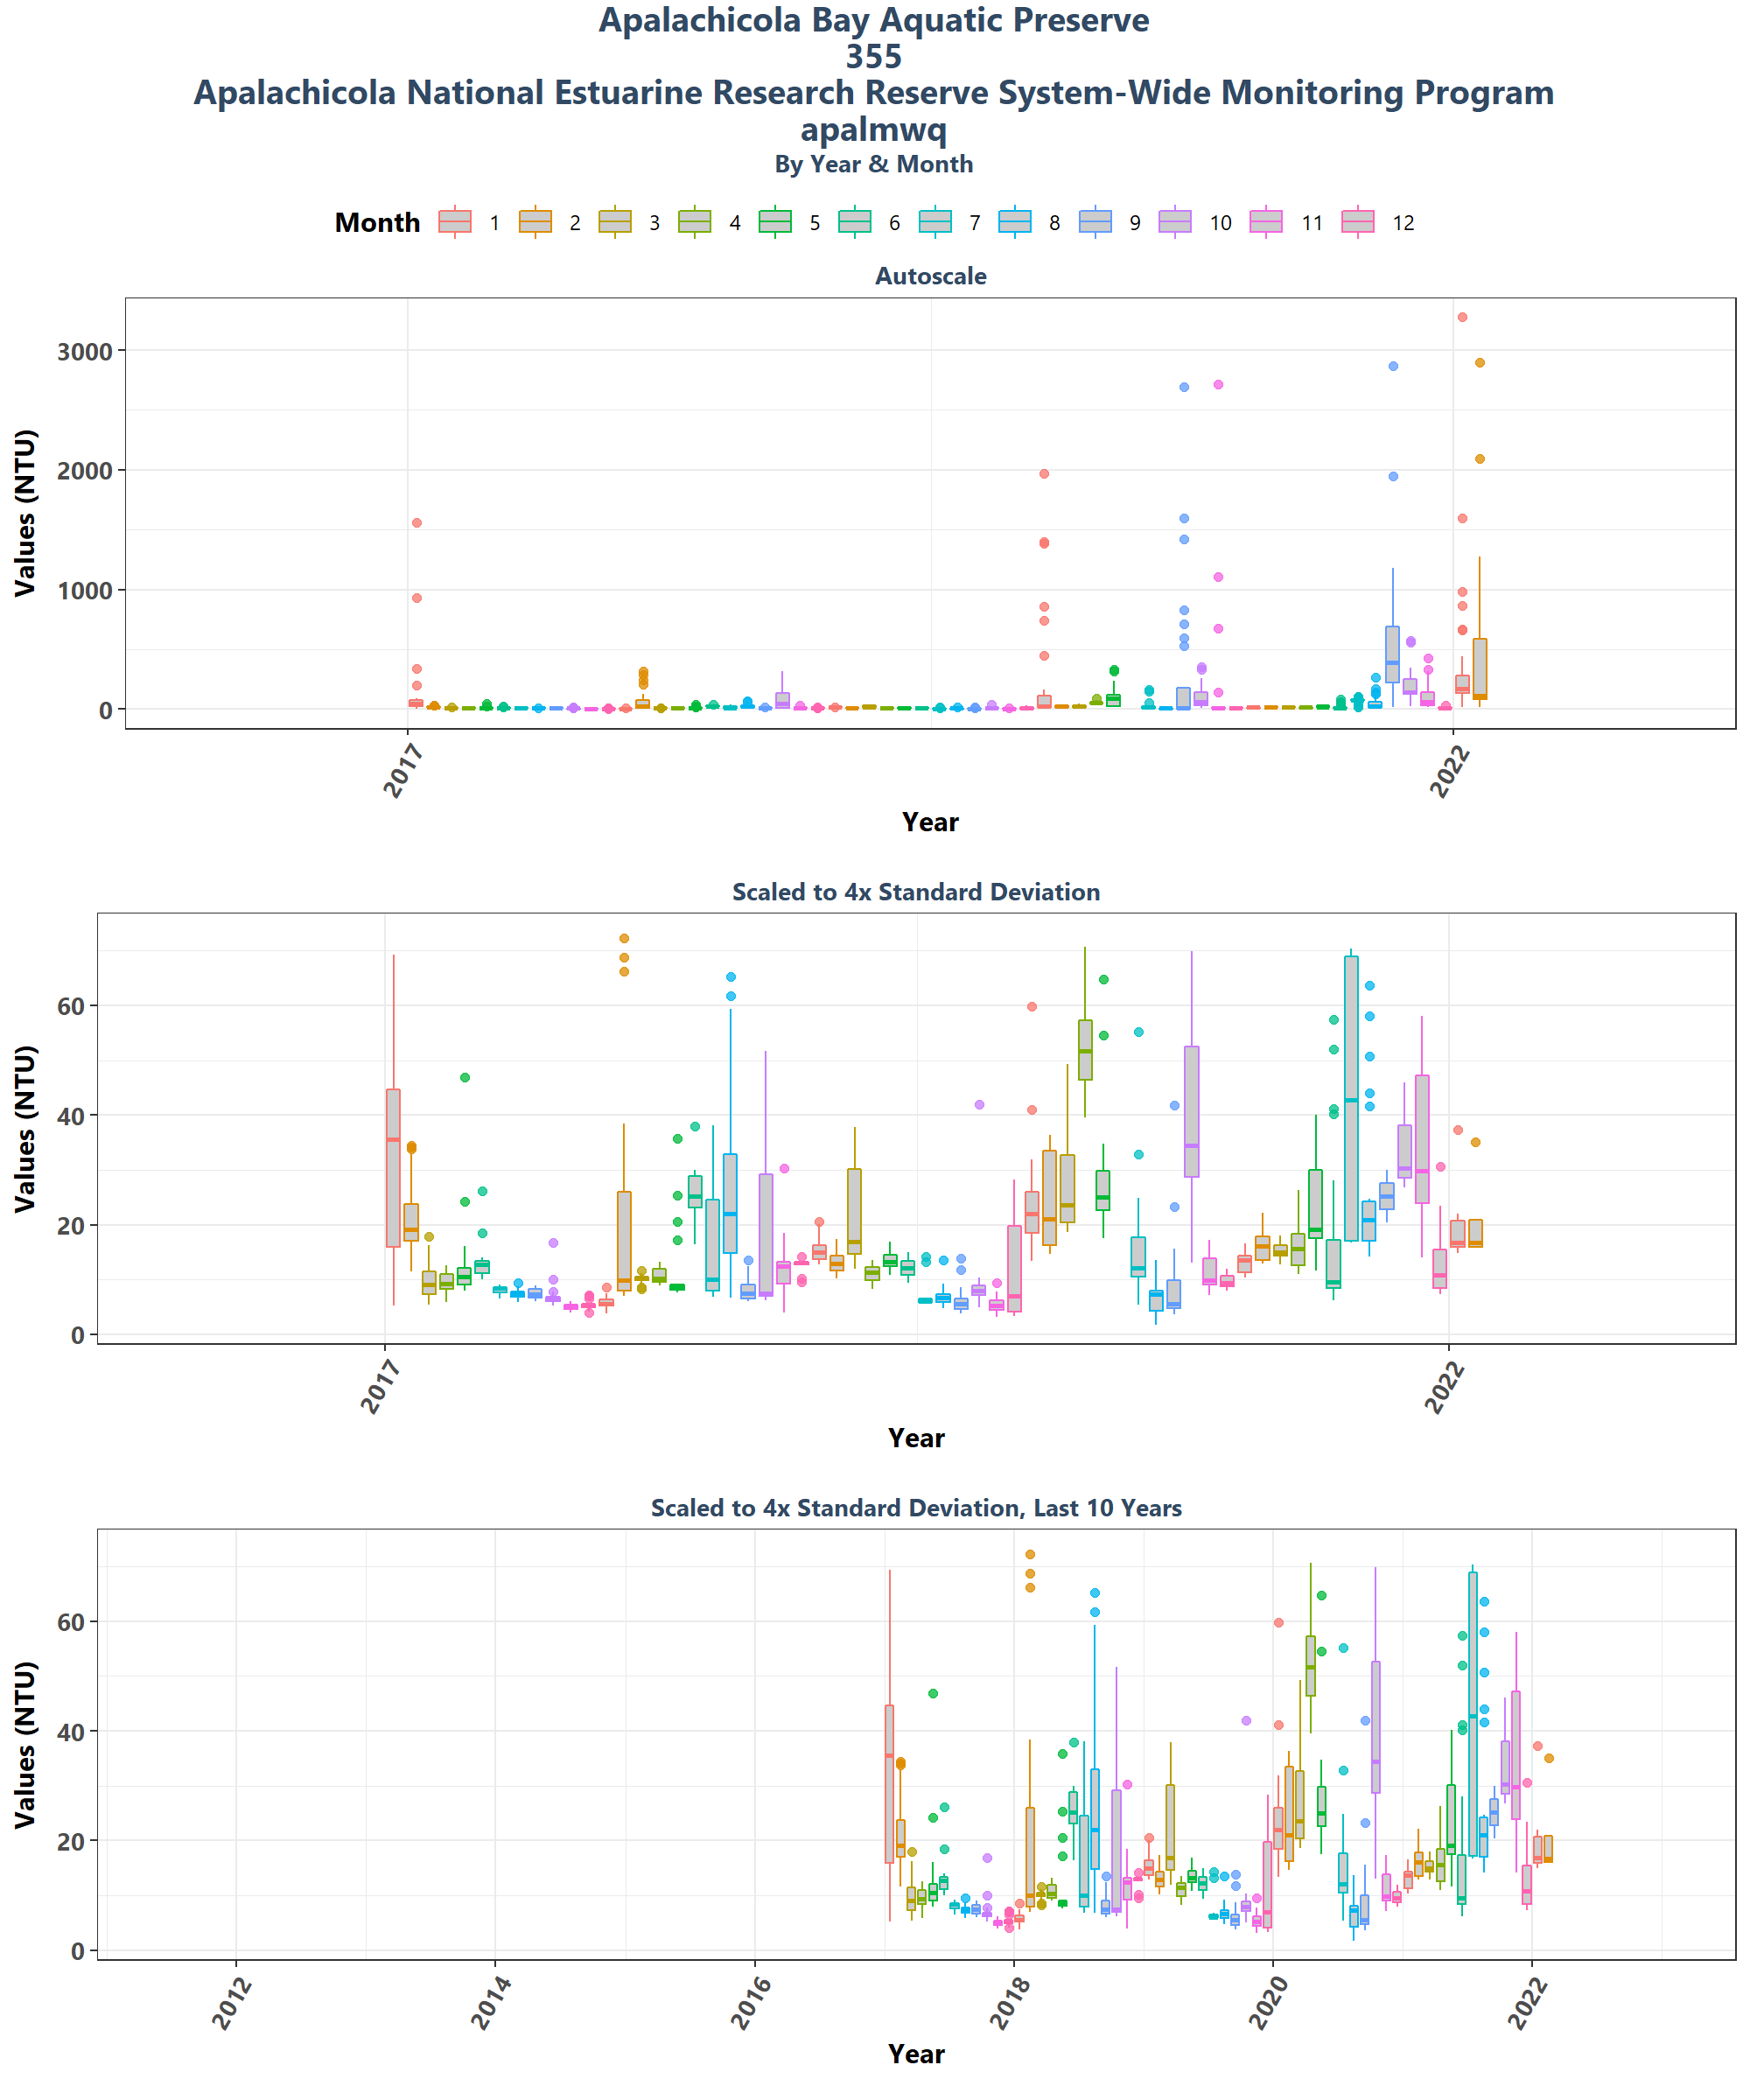 Apalachicola Bay Aquatic Preserve
355
Apalachicola National Estuarine Research Reserve System-Wide Monitoring Program
apalmwq
By Year & Month
Month 1 2 3 4 5 6 7 8 9 10 11 12
Autoscale
Values (NTU)
3000
2000
1000
0
2017 2022
Year
Scaled to 4x Standard Deviation
Values (NTU)
60
40
20
0
2017 2022
Year
Scaled to 4x Standard Deviation, Last 10 Years
Values (NTU)
60
40
20
0
2012 2014 2016 2018 2020 2022
Year